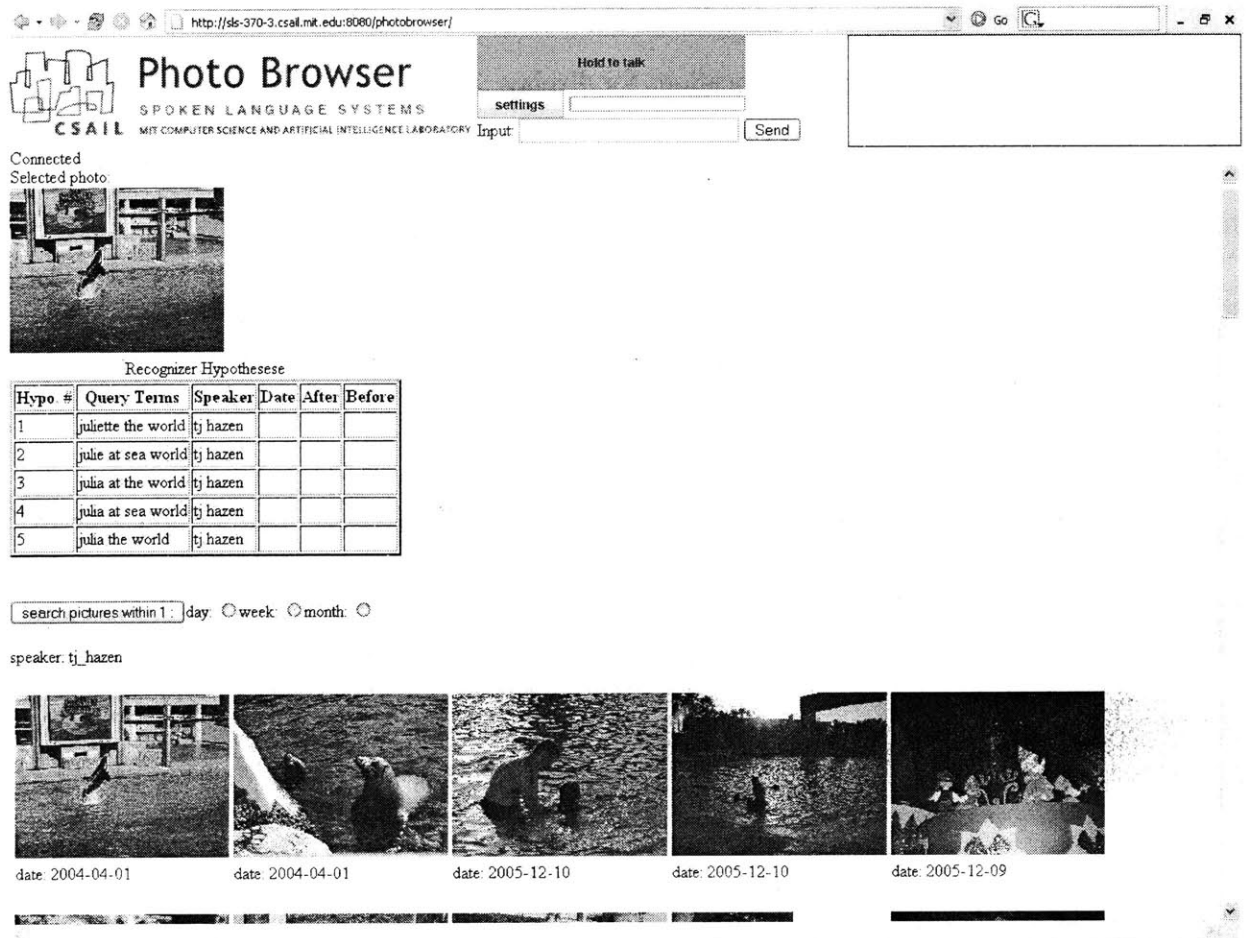 http://sls-370-3.csail.mit.edu:8080/photobrowser/
Go
G
CSAIL
Photo Browser
SPOKEN LANGUAGE SYSTEMS
MIT COMPUTER SCIENCE AND ARTIFICIAL INTELLIGENCE LABORATORY
Hold to talk
settings
Input:
Send
Connected
Selected photo:
Recognizer Hypothesese
Hypo. # Query Terms Speaker Date After Before
1 juliette the world tj hazen
2 julie at sea world tj hazen
3 julia at the world tj hazen
4 julia at sea world tj hazen
5 julia the world tj hazen
search pictures within 1 : day: week: month:
speaker: tj_hazen
date: 2004-04-01 date: 2004-04-01 date: 2005-12-10 date: 2005-12-10 date: 2005-12-09